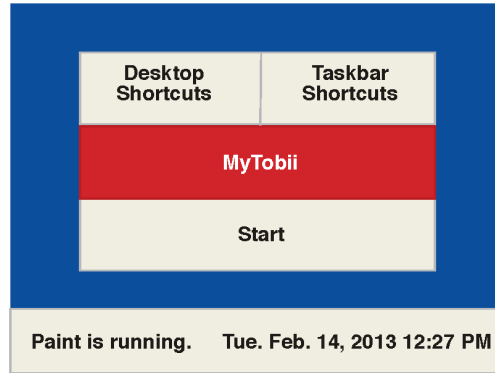 Desktop Shortcuts
Taskbar Shortcuts
MyTobii
Start
Paint is running. Tue. Feb. 14, 2013 12:27 PM